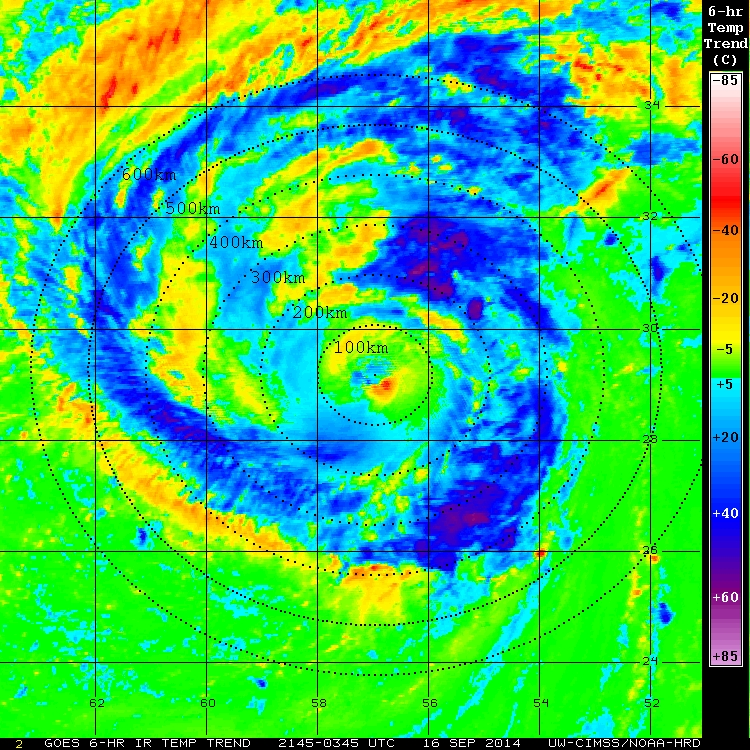 6-hr
Temp
Trend
(C)
-85
-60
-40
-20
-5
+5
+20
+40
+60
+85
34
32
30
28
26
24
600km
500km
400km
300km
200km
100km
62 60 58 56 54 52
2 GOES 6-HR IR TEMP TREND 2145-0345 UTC 16 SEP 2014 UW-CIMSS/NOAA-HRD